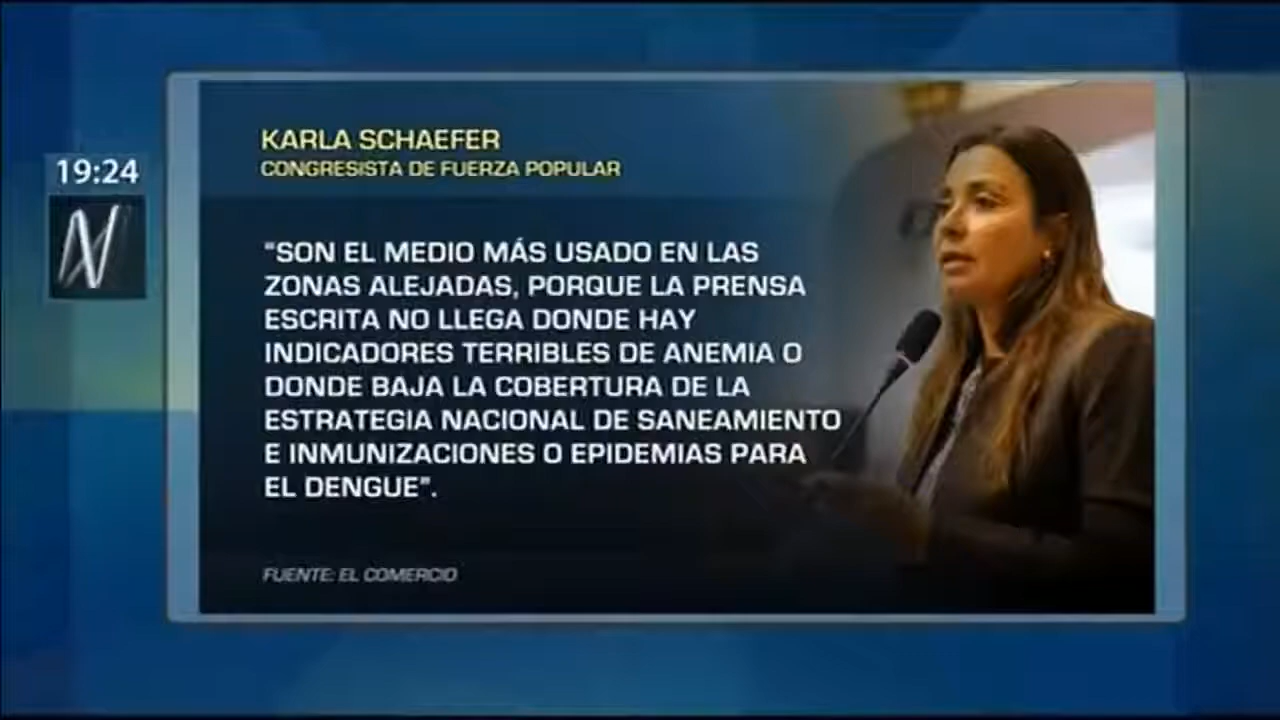 KARLA SCHAEFER
CONGRESISTA DE FUERZA POPULAR
19:24
N
"SON EL MEDIO MÁS USADO EN LAS
ZONAS ALEJADAS, PORQUE LA PRENSA
ESCRITA NO LLEGA DONDE HAY
INDICADORES TERRIBLES DE ANEMIA O
DONDE BAJA LA COBERTURA DE LA
ESTRATEGIA NACIONAL DE SANEAMIENTO
E INMUNIZACIONES O EPIDEMIAS PARA
EL DENGUE".
FUENTE: EL COMERCIO